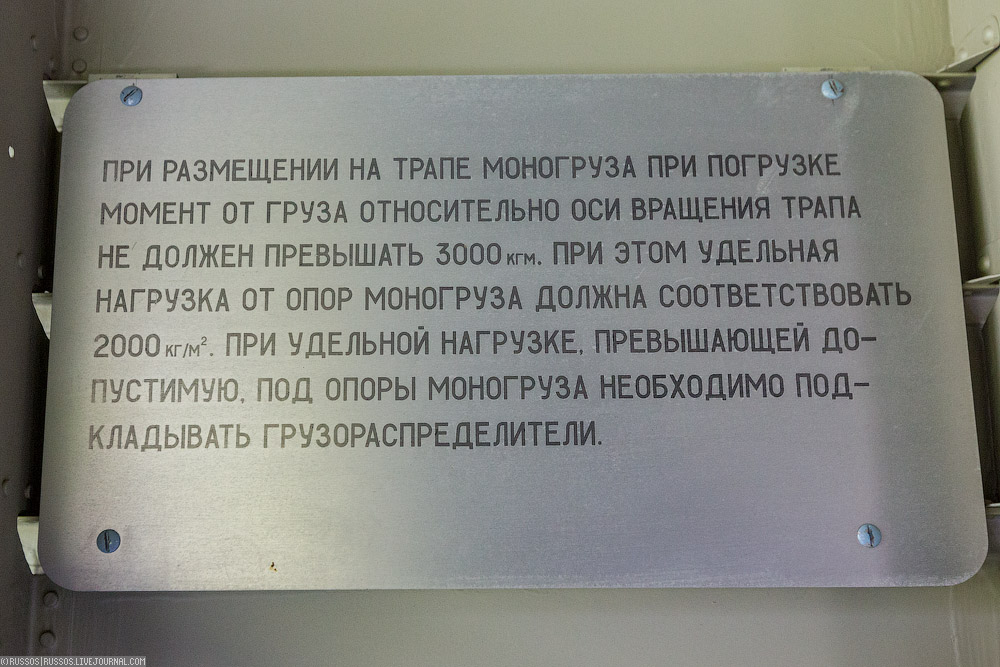 ПРИ РАЗМЕЩЕНИИ НА ТРАПЕ МОНОГРУЗА ПРИ ПОГРУЗКЕ
МОМЕНТ ОТ ГРУЗА ОТНОСИТЕЛЬНО ОСИ ВРАЩЕНИЯ ТРАПА
НЕ ДОЛЖЕН ПРЕВЫШАТЬ 3000 КГМ. ПРИ ЭТОМ УДЕЛЬНАЯ
НАГРУЗКА ОТ ОПОР МОНОГРУЗА ДОЛЖНА СООТВЕТСТВОВАТЬ
2000 КГ/М². ПРИ УДЕЛЬНОЙ НАГРУЗКЕ, ПРЕВЫШАЮЩЕЙ ДО-
ПУСТИМУЮ, ПОД ОПОРЫ МОНОГРУЗА НЕОБХОДИМО ПОД-
КЛАДЫВАТЬ ГРУЗОРАСПРЕДЕЛИТЕЛИ.
©RUSSOS|RUSSOS.LIVEJOURNAL.COM